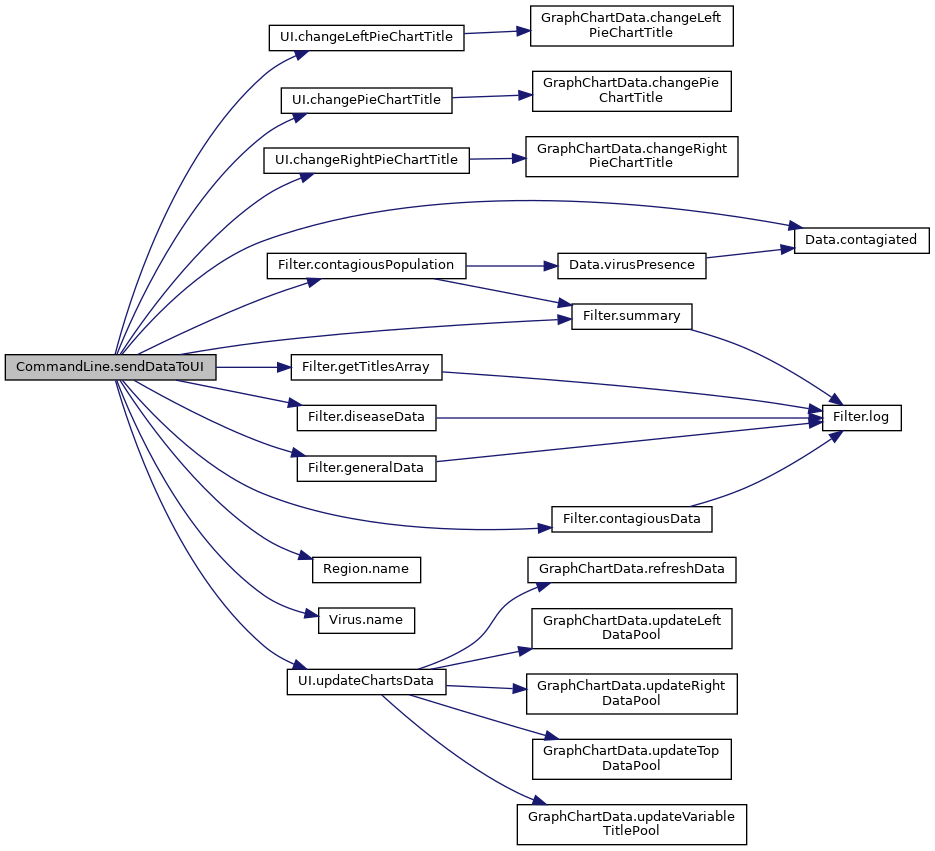 GraphChartData.changeLeft
PieChartTitle
UI.changeLeftPieChartTitle
GraphChartData.changePie
ChartTitle
UI.changePieChartTitle
GraphChartData.changeRight
PieChartTitle
UI.changeRightPieChartTitle
Data.contagiated
Filter.contagiousPopulation
Data.virusPresence
Filter.summary
CommandLine.sendDataToUI
Filter.getTitlesArray
Filter.diseaseData
Filter.log
Filter.generalData
Filter.contagiousData
Region.name
GraphChartData.refreshData
Virus.name
GraphChartData.updateLeft
DataPool
UI.updateChartsData
GraphChartData.updateRight
DataPool
GraphChartData.updateTop
DataPool
GraphChartData.updateVariable
TitlePool